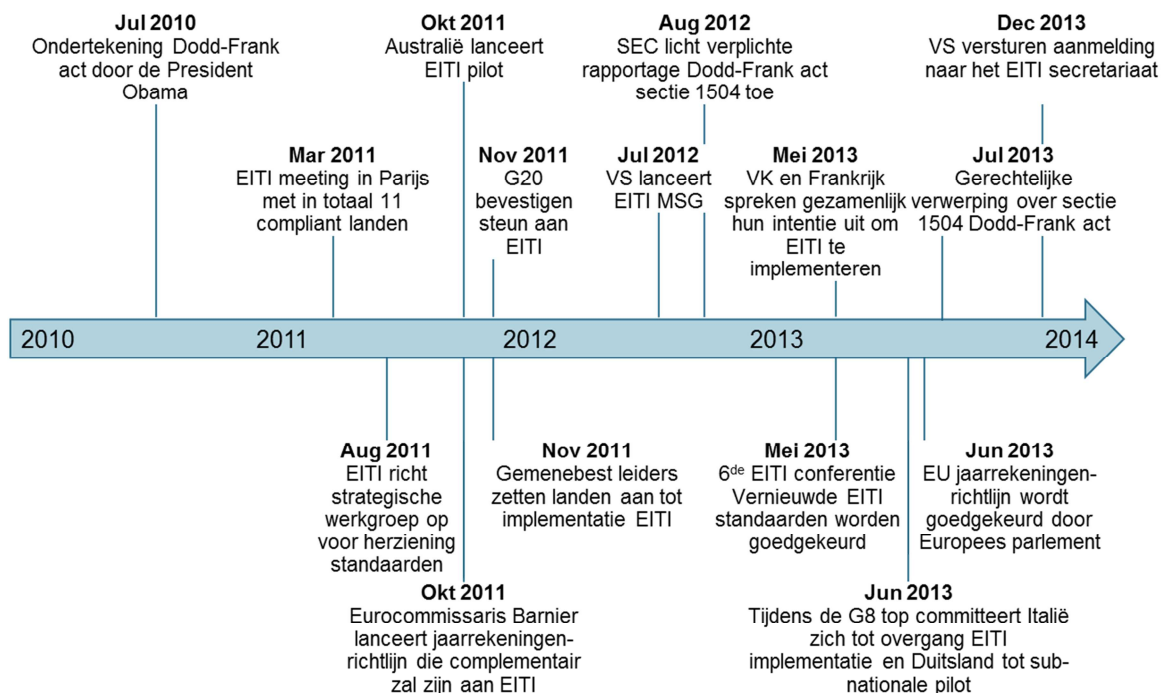 Jul 2010
Ondertekening Dodd-Frank
act door de President
Obama
Okt 2011
Australië lanceert
EITI pilot
Aug 2012
SEC licht verplichte
rapportage Dodd-Frank act
sectie 1504 toe
Dec 2013
VS versturen aanmelding
naar het EITI secretariaat
Mar 2011
EITI meeting in Parijs
met in totaal 11
compliant landen
Nov 2011
G20
bevestigen
steun aan
EITI
Jul 2012
VS lanceert
EITI MSG
Mei 2013
VK en Frankrijk
spreken gezamenlijk
hun intentie uit om
EITI te
implementeren
Jul 2013
Gerechtelijke
verwerping over sectie
1504 Dodd-Frank act
2010
2011
2012
2013
2014
Aug 2011
EITI richt
strategische
werkgroep op
voor herziening
standaarden
Nov 2011
Gemenebest leiders
zetten landen aan tot
implementatie EITI
Mei 2013
6de EITI conferentie
Vernieuwde EITI
standaarden worden
goedgekeurd
Jun 2013
EU jaarrekeningen-
richtlijn wordt
goedgekeurd door
Europees parlement
Okt 2011
Eurocommissaris Barnier
lanceert jaarrekeningen-
richtlijn die complementair
zal zijn aan EITI
Jun 2013
Tijdens de G8 top committeert Italië
zich tot overgang EITI
implementatie en Duitsland tot sub-
nationale pilot